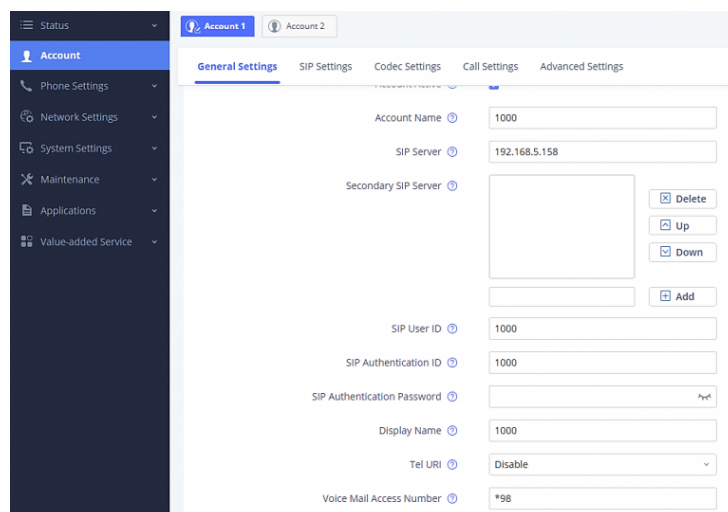 Status
Account
Phone Settings
Network Settings
System Settings
Maintenance
Applications
Value-added Service
Account 1
Account 2
General Settings
SIP Settings
Codec Settings
Call Settings
Advanced Settings
Account Active
Account Name
1000
SIP Server
192.168.5.158
Secondary SIP Server
Delete
Up
Down
Add
SIP User ID
1000
SIP Authentication ID
1000
SIP Authentication Password
Display Name
1000
Tel URI
Disable
Voice Mail Access Number
*98